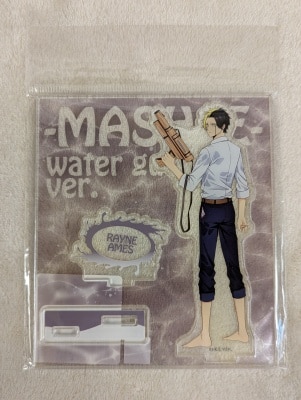 -MASHLE-
water gun
ver.
RAYNE
AMES